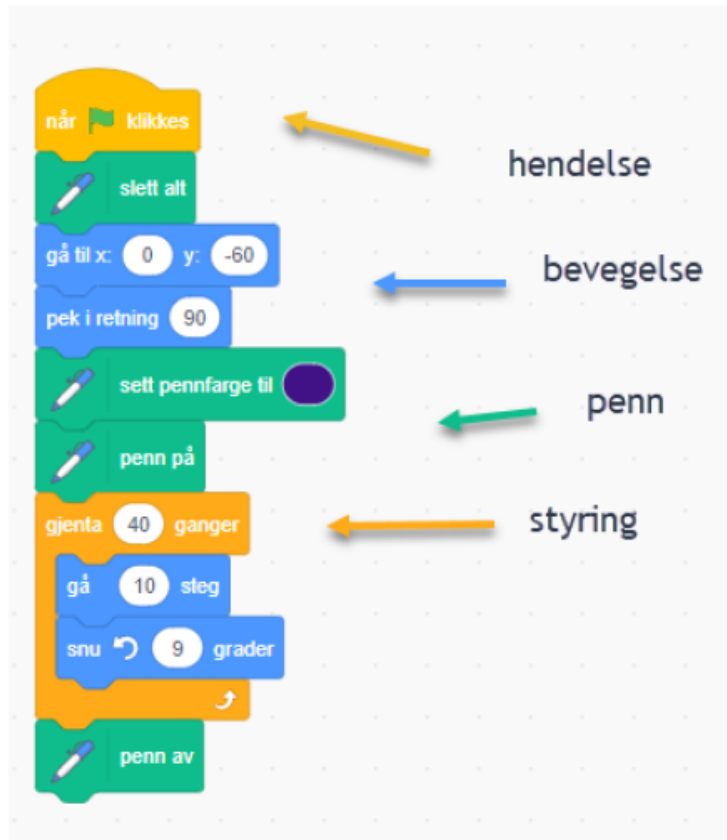 når klikkes
hendelse
slett alt
gå til x: 0 y: -60
bevegelse
pek i retning 90
sett pennfarge til
penn
penn på
gjenta 40 ganger
styring
gå 10 steg
snu 9 grader
penn av